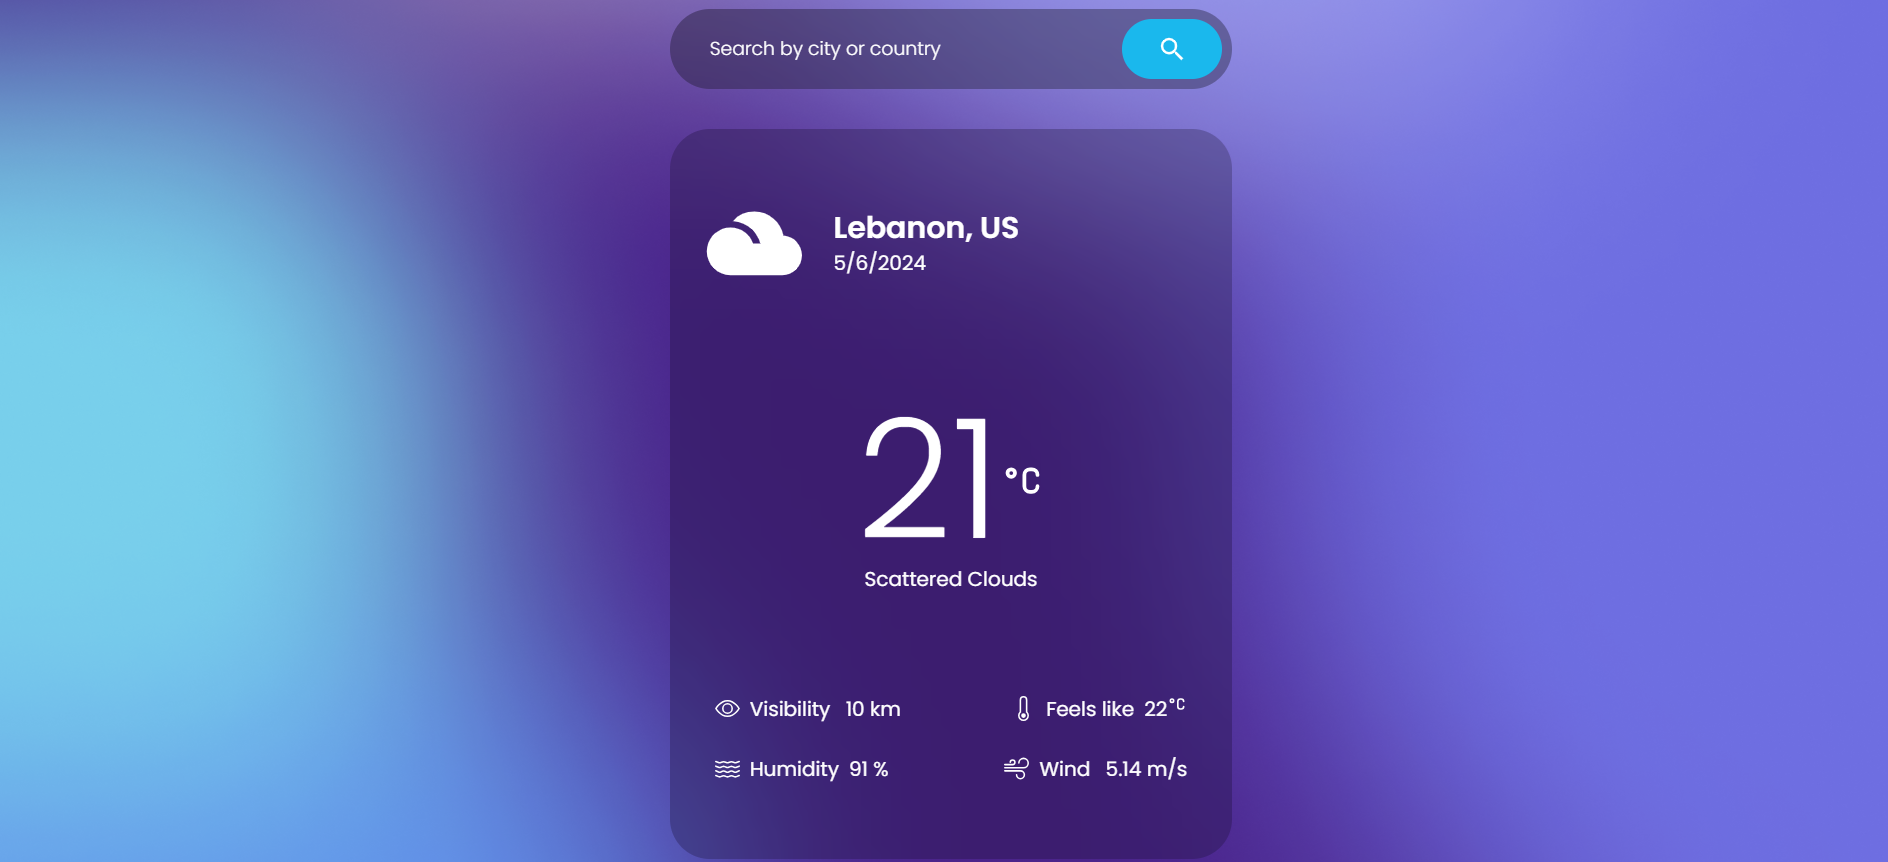 Search by city or country
Lebanon, US
5/6/2024
21 °C
Scattered Clouds
Visibility 10 km
Feels like 22°C
Humidity 91 %
Wind 5.14 m/s